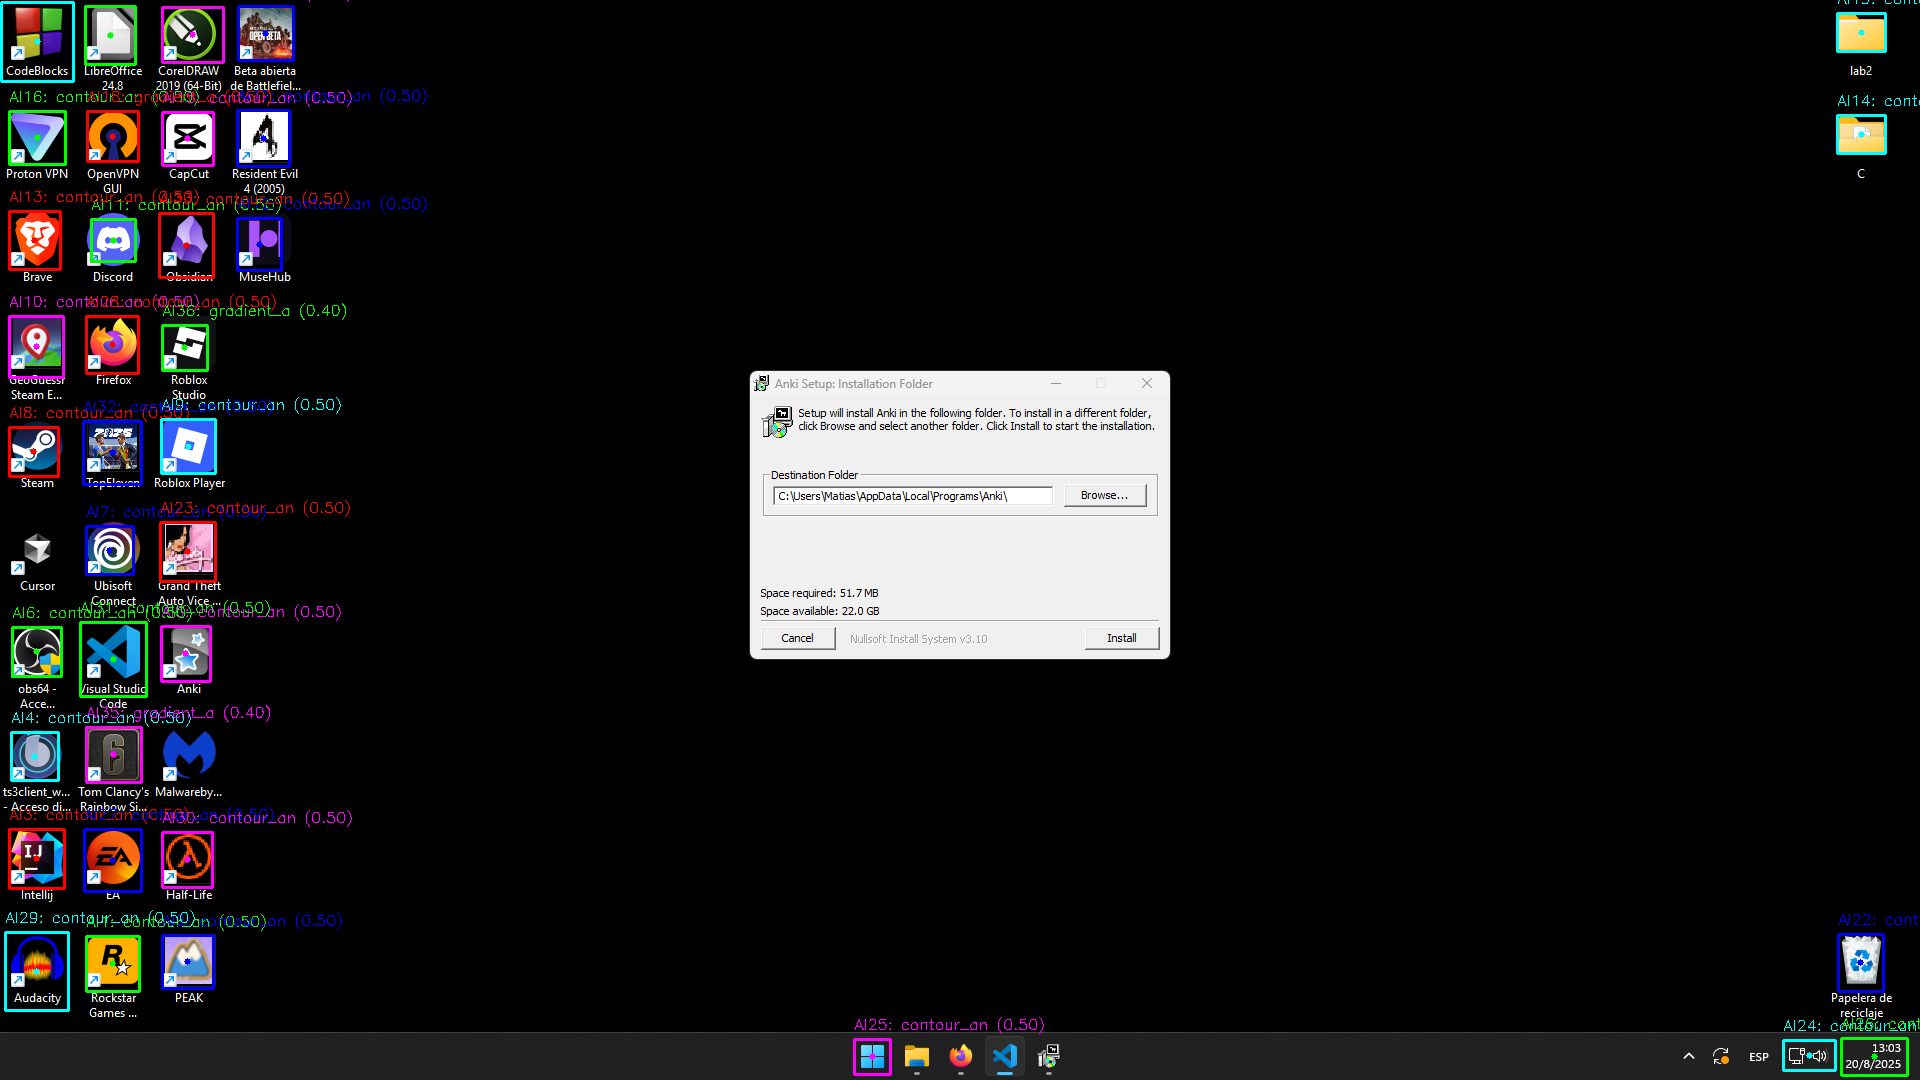 CodeBlocks
LibreOffice
24.8
CorelDRAW
2019 (64-Bit)
Beta abierta
de Battlefiel...
AI16: contour_an (0.50)
Proton VPN
OpenVPN
GUI
CapCut
Resident Evil
4 (2005)
AI13: contour_an (0.50)
AI11: contour_an (0.50)
Brave
Discord
Obsidian
MuseHub
AI10: contour_an (0.50)
AI36: gradient_a (0.40)
GeoGuessr
Steam E...
Firefox
Roblox
Studio
AI8: contour_an (0.50)
AI9: contour_an (0.50)
Steam
TopEleven
Roblox Player
AI7: contour_an (0.50)
AI23: contour_an (0.50)
Cursor
Ubisoft
Connect
Grand Theft
Auto Vice ...
AI6: contour_an (0.50)
AI31: contour_an (0.50)
obs64 -
Acce...
Visual Studio
Code
Anki
AI4: contour_an (0.50)
AI35: gradient_a (0.40)
ts3client_w...
- Acceso di...
Tom Clancy's
Rainbow Si...
Malwareby...
AI3: contour_an (0.50)
AI30: contour_an (0.50)
Intellij
EA
Half-Life
AI29: contour_an (0.50)
AI1: contour_an (0.50)
Audacity
Rockstar
Games ...
PEAK
Anki Setup: Installation Folder
Setup will install Anki in the following folder. To install in a different folder,
click Browse and select another folder. Click Install to start the installation.
Destination Folder
C:\Users\Matias\AppData\Local\Programs\Anki\
Browse...
Space required: 51.7 MB
Space available: 22.0 GB
Cancel
Nullsoft Install System v3.10
Install
lab2
AI14: cont
C
AI22: cont
Papelera de
reciclaje
AI25: contour_an (0.50)
AI24: contour_an
ESP
13:03
20/8/2025